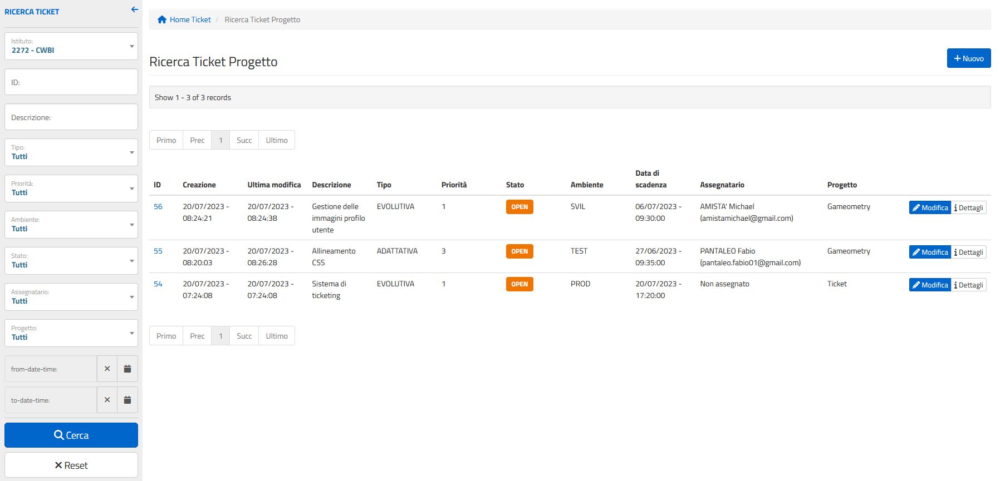 RICERCA TICKET
Istituto:
2272 - CWBI
ID:
Descrizione:
Tipo:
Tutti
Priorità:
Tutti
Ambiente:
Tutti
Stato:
Tutti
Assegnatario:
Tutti
Progetto:
Tutti
from-date-time:
to-date-time:
Cerca
Reset
Home Ticket / Ricerca Ticket Progetto
Ricerca Ticket Progetto
Nuovo
Show 1 - 3 of 3 records
Primo Prec 1 Succ Ultimo
ID Creazione Ultima modifica Descrizione Tipo Priorità Stato Ambiente Data di scadenza Assegnatario Progetto
56 20/07/2023 - 08:24:21 20/07/2023 - 08:24:38 Gestione delle immagini profilo utente EVOLUTIVA 1 OPEN SVIL 06/07/2023 - 09:30:00 AMISTA' Michael (amistamichael@gmail.com) Gameometry Modifica Dettagli
55 20/07/2023 - 08:20:03 20/07/2023 - 08:26:28 Allineamento CSS ADATTATIVA 3 OPEN TEST 27/06/2023 - 09:35:00 PANTALEO Fabio (pantaleo.fabio01@gmail.com) Gameometry Modifica Dettagli
54 20/07/2023 - 07:24:08 20/07/2023 - 07:24:08 Sistema di ticketing EVOLUTIVA 1 OPEN PROD 20/07/2023 - 17:20:00 Non assegnato Ticket Modifica Dettagli
Primo Prec 1 Succ Ultimo